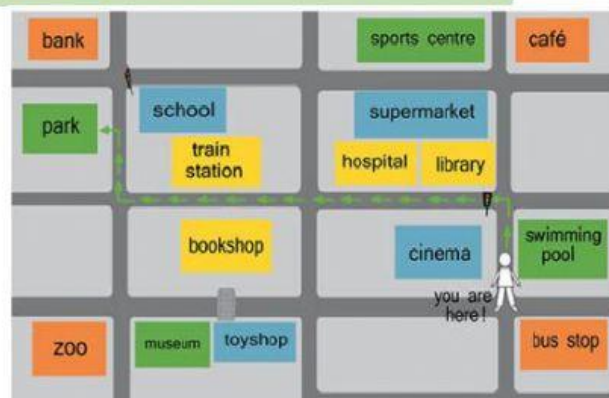 bank
sports centre
café
school
supermarket
park
train
station
hospital
library
bookshop
cinema
swimming
pool
you are
here!
zoo
museum
toyshop
bus stop